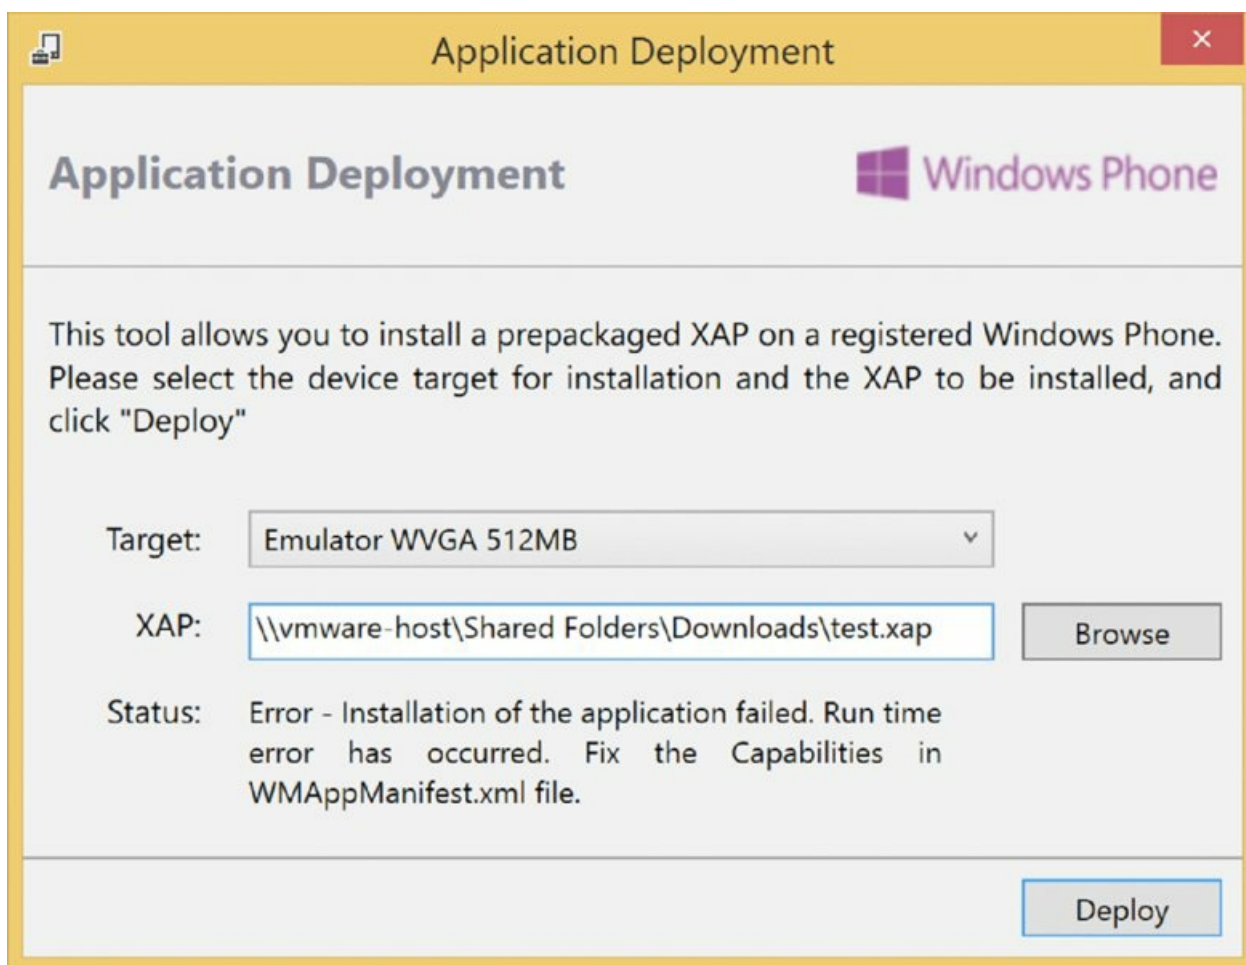 Application Deployment
Application Deployment
Windows Phone
This tool allows you to install a prepackaged XAP on a registered Windows Phone.
Please select the device target for installation and the XAP to be installed, and
click "Deploy"
Target: Emulator WVGA 512MB
XAP: \\vmware-host\Shared Folders\Downloads\test.xap Browse
Status: Error - Installation of the application failed. Run time
error has occurred. Fix the Capabilities in
WMAppManifest.xml file.
Deploy